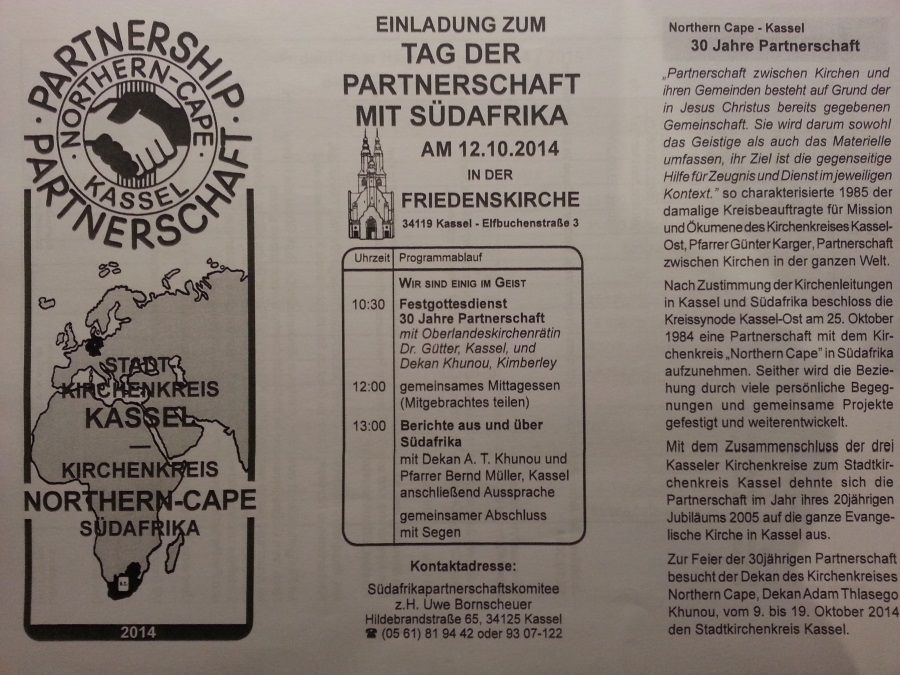 PARTNERSHIP
NORTHERN-CAPE
KASSEL
PARTNERSCHAFT
STADT
KIRCHENKREIS
KASSEL
—
KIRCHENKREIS
NORTHERN-CAPE
SÜDAFRIKA
2014
EINLADUNG ZUM
TAG DER
PARTNERSCHAFT
MIT SÜDAFRIKA
AM 12.10.2014
IN DER
FRIEDENSKIRCHE
34119 Kassel - Elfbuchenstraße 3
Uhrzeit Programmablauf
WIR SIND EINIG IM GEIST
10:30 Festgottesdienst
30 Jahre Partnerschaft
mit Oberlandeskirchenrätin
Dr. Gütter, Kassel, und
Dekan Khunou, Kimberley
12:00 gemeinsames Mittagessen
(Mitgebrachtes teilen)
13:00 Berichte aus und über
Südafrika
mit Dekan A. T. Khunou und
Pfarrer Bernd Müller, Kassel
anschließend Aussprache
gemeinsamer Abschluss
mit Segen
Kontaktadresse:
Südafrikapartnerschaftskomitee
z.H. Uwe Bornscheuer
Hildebrandstraße 65, 34125 Kassel
☎ (05 61) 81 94 42 oder 93 07-122
Northern Cape - Kassel
30 Jahre Partnerschaft
„Partnerschaft zwischen Kirchen und
ihren Gemeinden besteht auf Grund der
in Jesus Christus bereits gegebenen
Gemeinschaft. Sie wird darum sowohl
das Geistige als auch das Materielle
umfassen, ihr Ziel ist die gegenseitige
Hilfe für Zeugnis und Dienst im jeweiligen
Kontext.” so charakterisierte 1985 der
damalige Kreisbeauftragte für Mission
und Ökumene des Kirchenkreises Kassel-
Ost, Pfarrer Günter Karger, Partnerschaft
zwischen Kirchen in der ganzen Welt.
Nach Zustimmung der Kirchenleitungen
in Kassel und Südafrika beschloss die
Kreissynode Kassel-Ost am 25. Oktober
1984 eine Partnerschaft mit dem Kir-
chenkreis „Northern Cape” in Südafrika
aufzunehmen. Seither wird die Bezie-
hung durch viele persönliche Begeg-
nungen und gemeinsame Projekte
gefestigt und weiterentwickelt.
Mit dem Zusammenschluss der drei
Kasseler Kirchenkreise zum Stadtkir-
chenkreis Kassel dehnte sich die
Partnerschaft im Jahr ihres 20jährigen
Jubiläums 2005 auf die ganze Evange-
lische Kirche in Kassel aus.
Zur Feier der 30jährigen Partnerschaft
besucht der Dekan des Kirchenkreises
Northern Cape, Dekan Adam Thlasego
Khunou, vom 9. bis 19. Oktober 2014
den Stadtkirchenkreis Kassel.